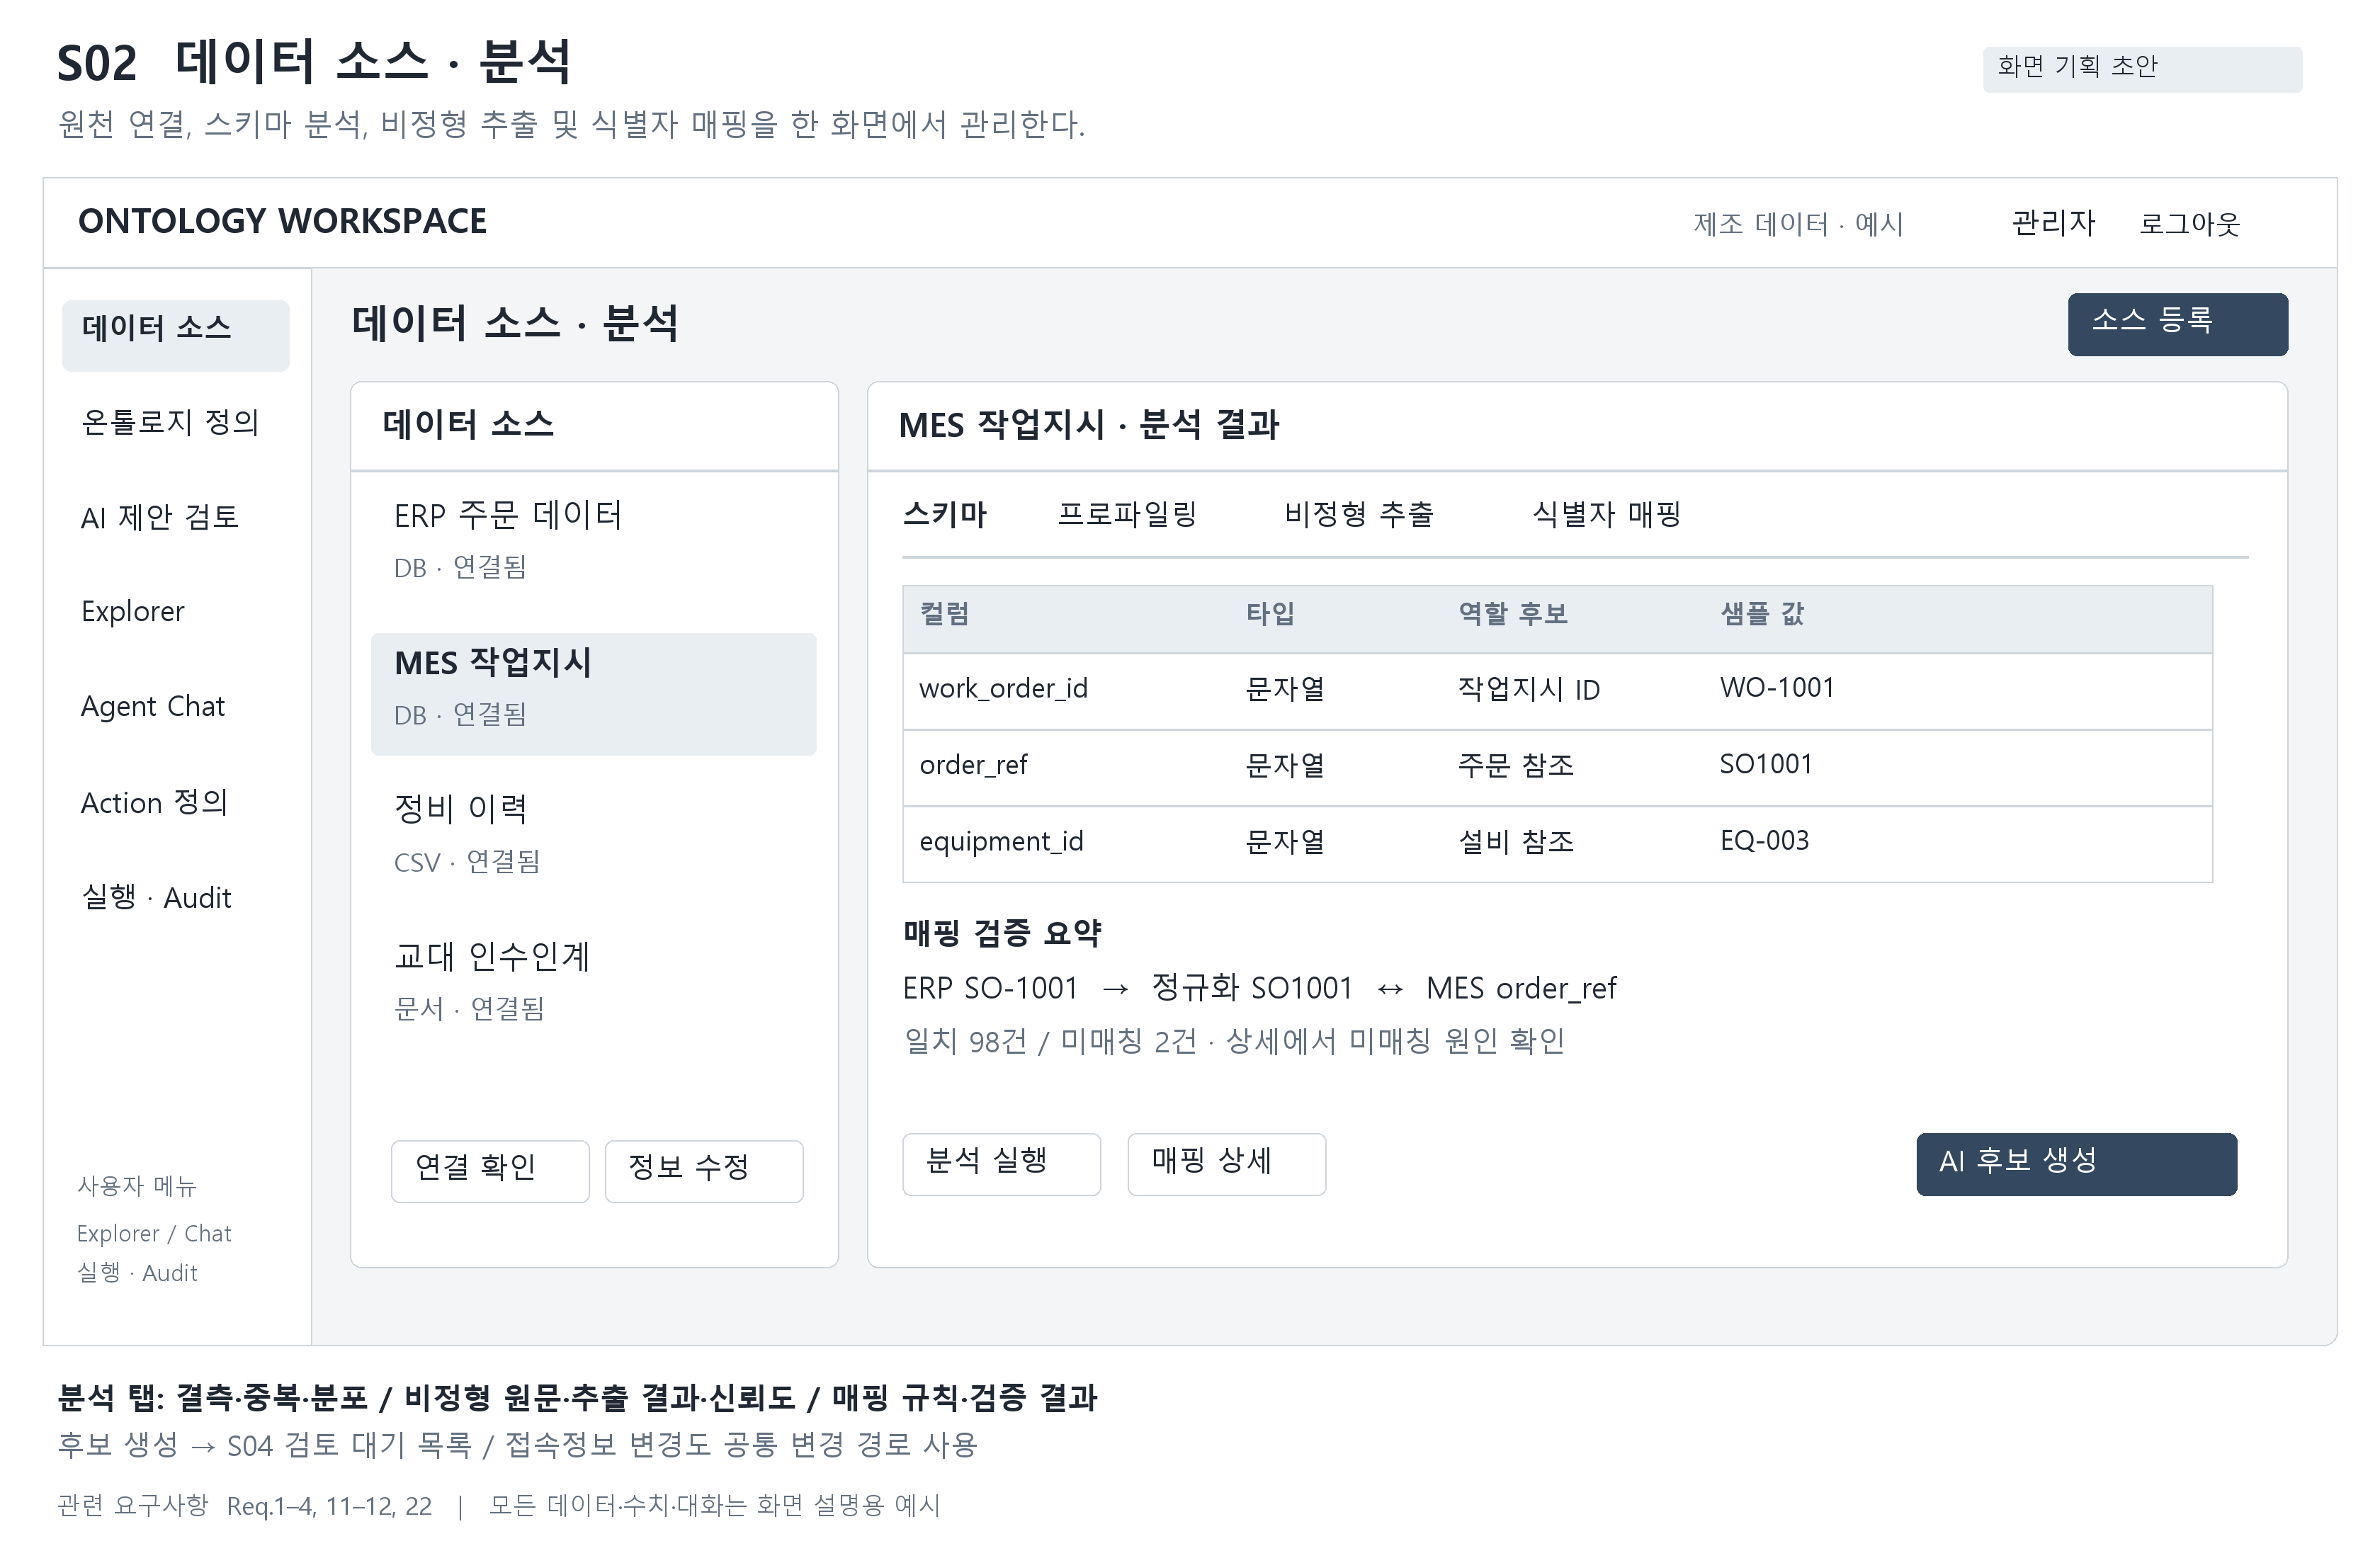 S02 데이터 소스 · 분석
화면 기획 초안
원천 연결, 스키마 분석, 비정형 추출 및 식별자 매핑을 한 화면에서 관리한다.
ONTOLOGY WORKSPACE
제조 데이터 · 예시
관리자
로그아웃
데이터 소스
온톨로지 정의
AI 제안 검토
Explorer
Agent Chat
Action 정의
실행 · Audit
사용자 메뉴
Explorer / Chat
실행 · Audit
데이터 소스 · 분석
소스 등록
데이터 소스
ERP 주문 데이터
DB · 연결됨
MES 작업지시
DB · 연결됨
정비 이력
CSV · 연결됨
교대 인수인계
문서 · 연결됨
연결 확인
정보 수정
MES 작업지시 · 분석 결과
스키마 프로파일링 비정형 추출 식별자 매핑
컬럼 타입 역할 후보 샘플 값
work_order_id 문자열 작업지시 ID WO-1001
order_ref 문자열 주문 참조 SO1001
equipment_id 문자열 설비 참조 EQ-003
매핑 검증 요약
ERP SO-1001 → 정규화 SO1001 ↔ MES order_ref
일치 98건 / 미매칭 2건 · 상세에서 미매칭 원인 확인
분석 실행
매핑 상세
AI 후보 생성
분석 탭: 결측·중복·분포 / 비정형 원문·추출 결과·신뢰도 / 매핑 규칙·검증 결과
후보 생성 → S04 검토 대기 목록 / 접속정보 변경도 공통 변경 경로 사용
관련 요구사항 Req.1–4, 11–12, 22 | 모든 데이터·수치·대화는 화면 설명용 예시